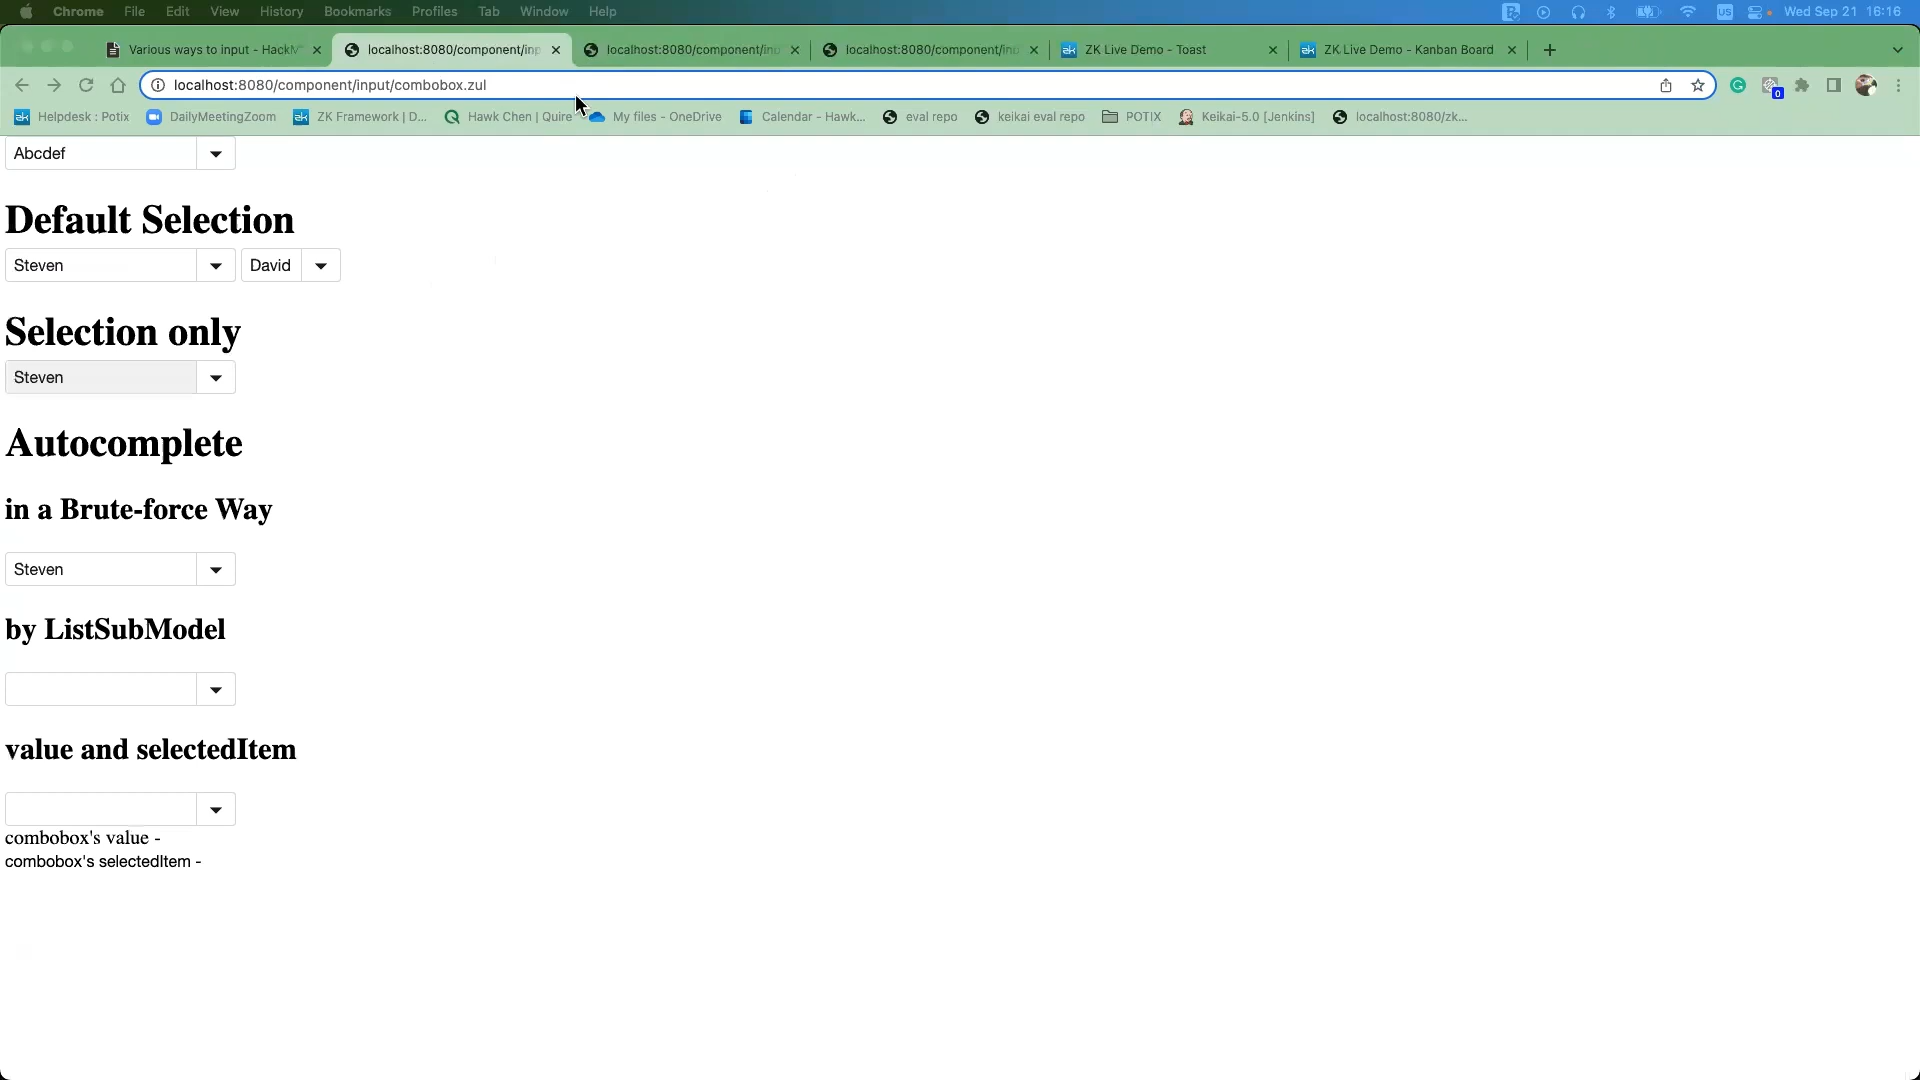 Chrome File Edit View History Bookmarks Profiles Tab Window Help US Wed Sep 21 16:16
Various ways to input - HackM localhost:8080/component/inp localhost:8080/component/inp localhost:8080/component/inp ZK Live Demo - Toast ZK Live Demo - Kanban Board
localhost:8080/component/input/combobox.zul 0
Helpdesk : Potix DailyMeetingZoom ZK Framework | D... Hawk Chen | Quire My files - OneDrive Calendar - Hawk... eval repo keikai eval repo POTIX Keikai-5.0 [Jenkins] localhost:8080/zk...
Abcdef
Default Selection
Steven David
Selection only
Steven
Autocomplete
in a Brute-force Way
Steven
by ListSubModel
value and selectedItem
combobox's value -
combobox's selectedItem -